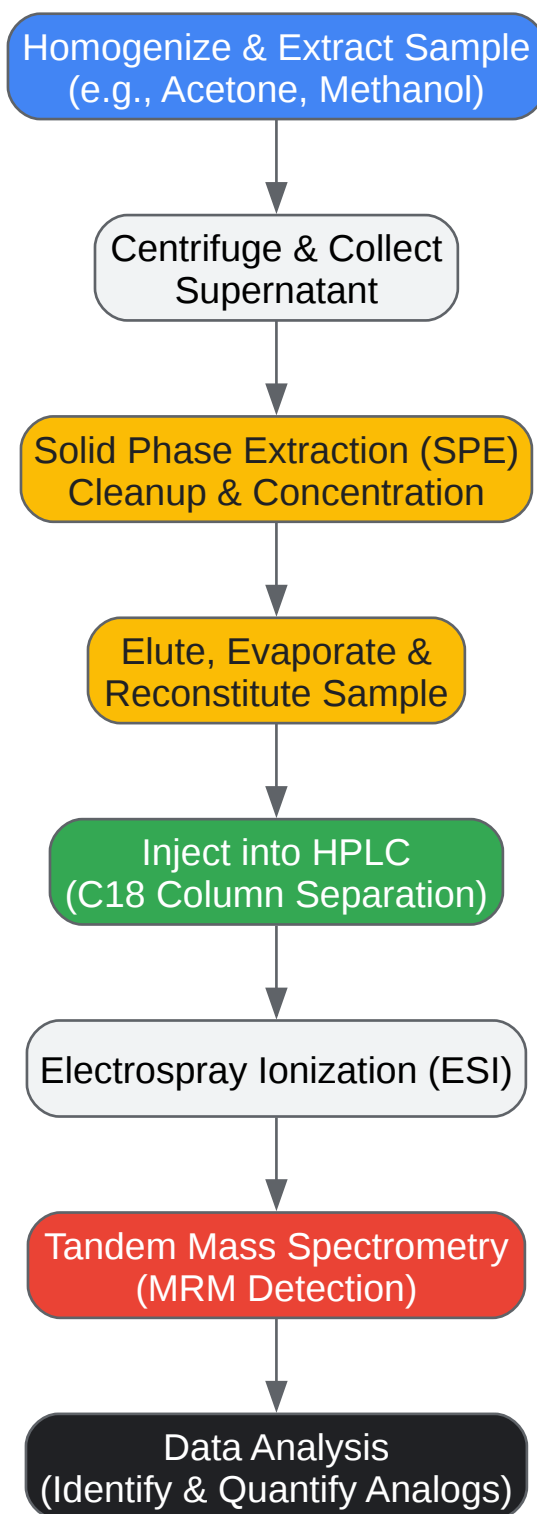 Homogenize & Extract Sample
(e.g., Acetone, Methanol)
Centrifuge & Collect
Supernatant
Solid Phase Extraction (SPE)
Cleanup & Concentration
Elute, Evaporate &
Reconstitute Sample
Inject into HPLC
(C18 Column Separation)
Electrospray Ionization (ESI)
Tandem Mass Spectrometry
(MRM Detection)
Data Analysis
(Identify & Quantify Analogs)